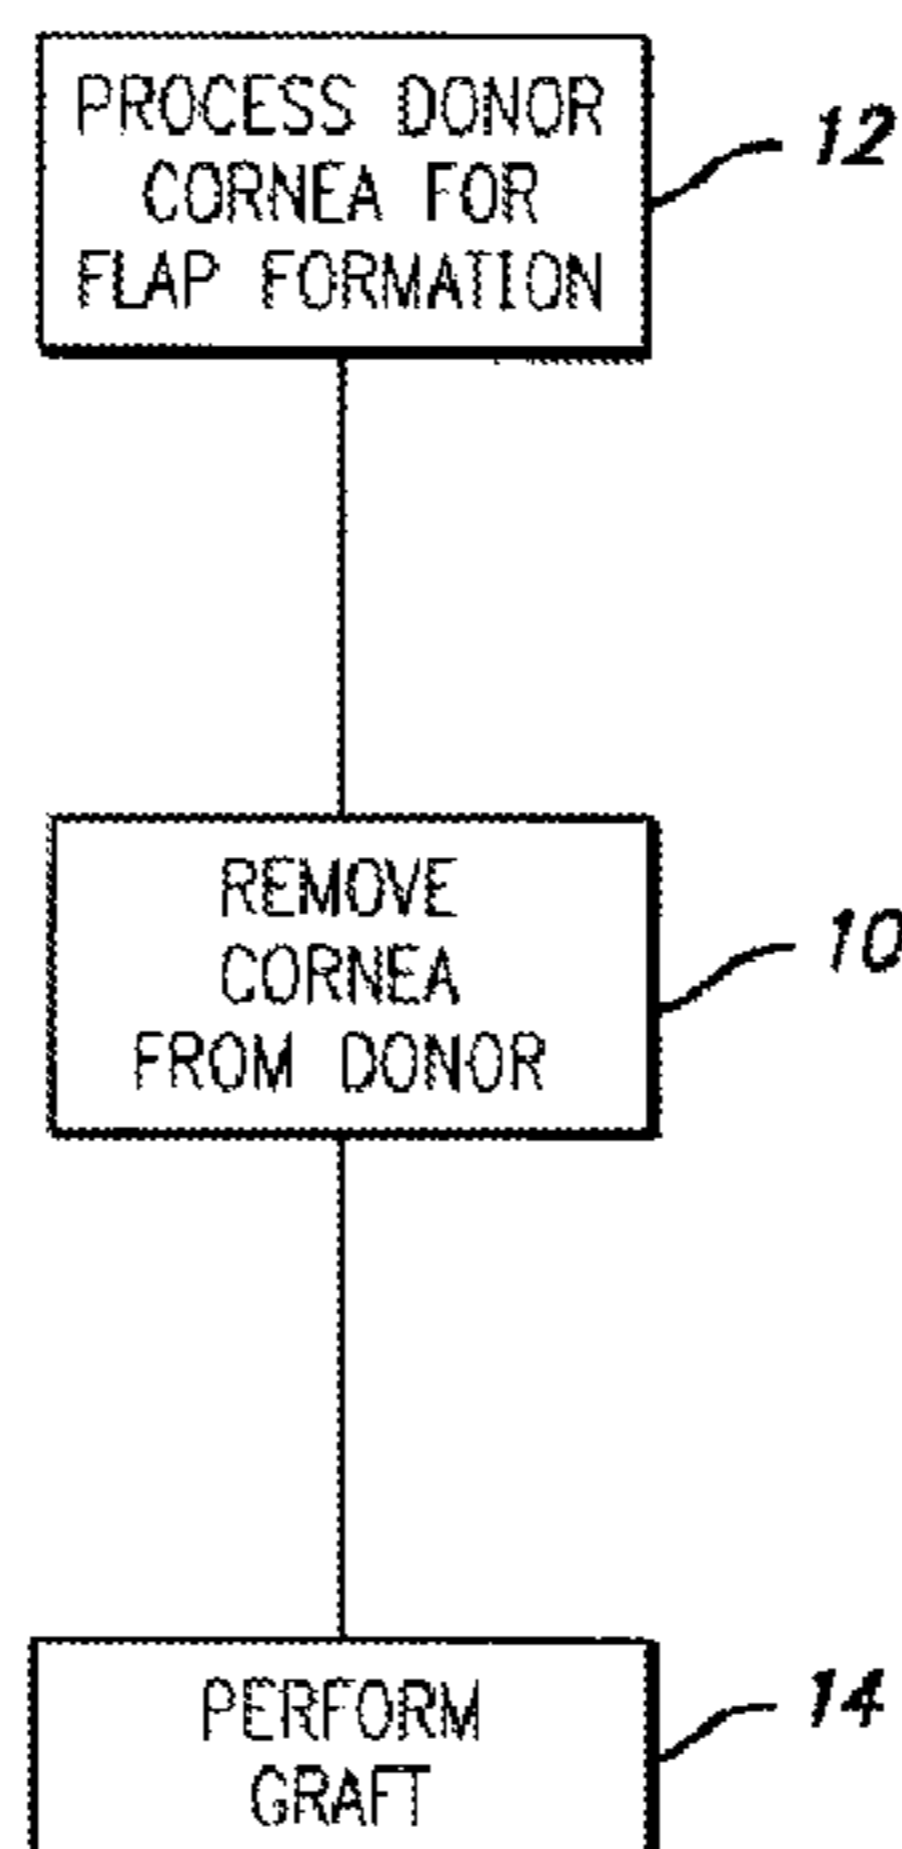 PROCESS DONOR
CORNEA FOR
FLAP FORMATION
12
REMOVE
CORNEA
FROM DONOR
10
PERFORM
GRAFT
14